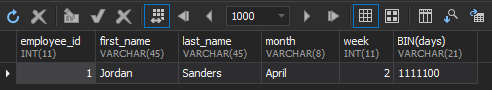 1000
employee_id first_name last_name month week BIN(days)
INT(11) VARCHAR(45) VARCHAR(45) VARCHAR(8) INT(11) VARCHAR(21)
1 Jordan Sanders April 2 1111100